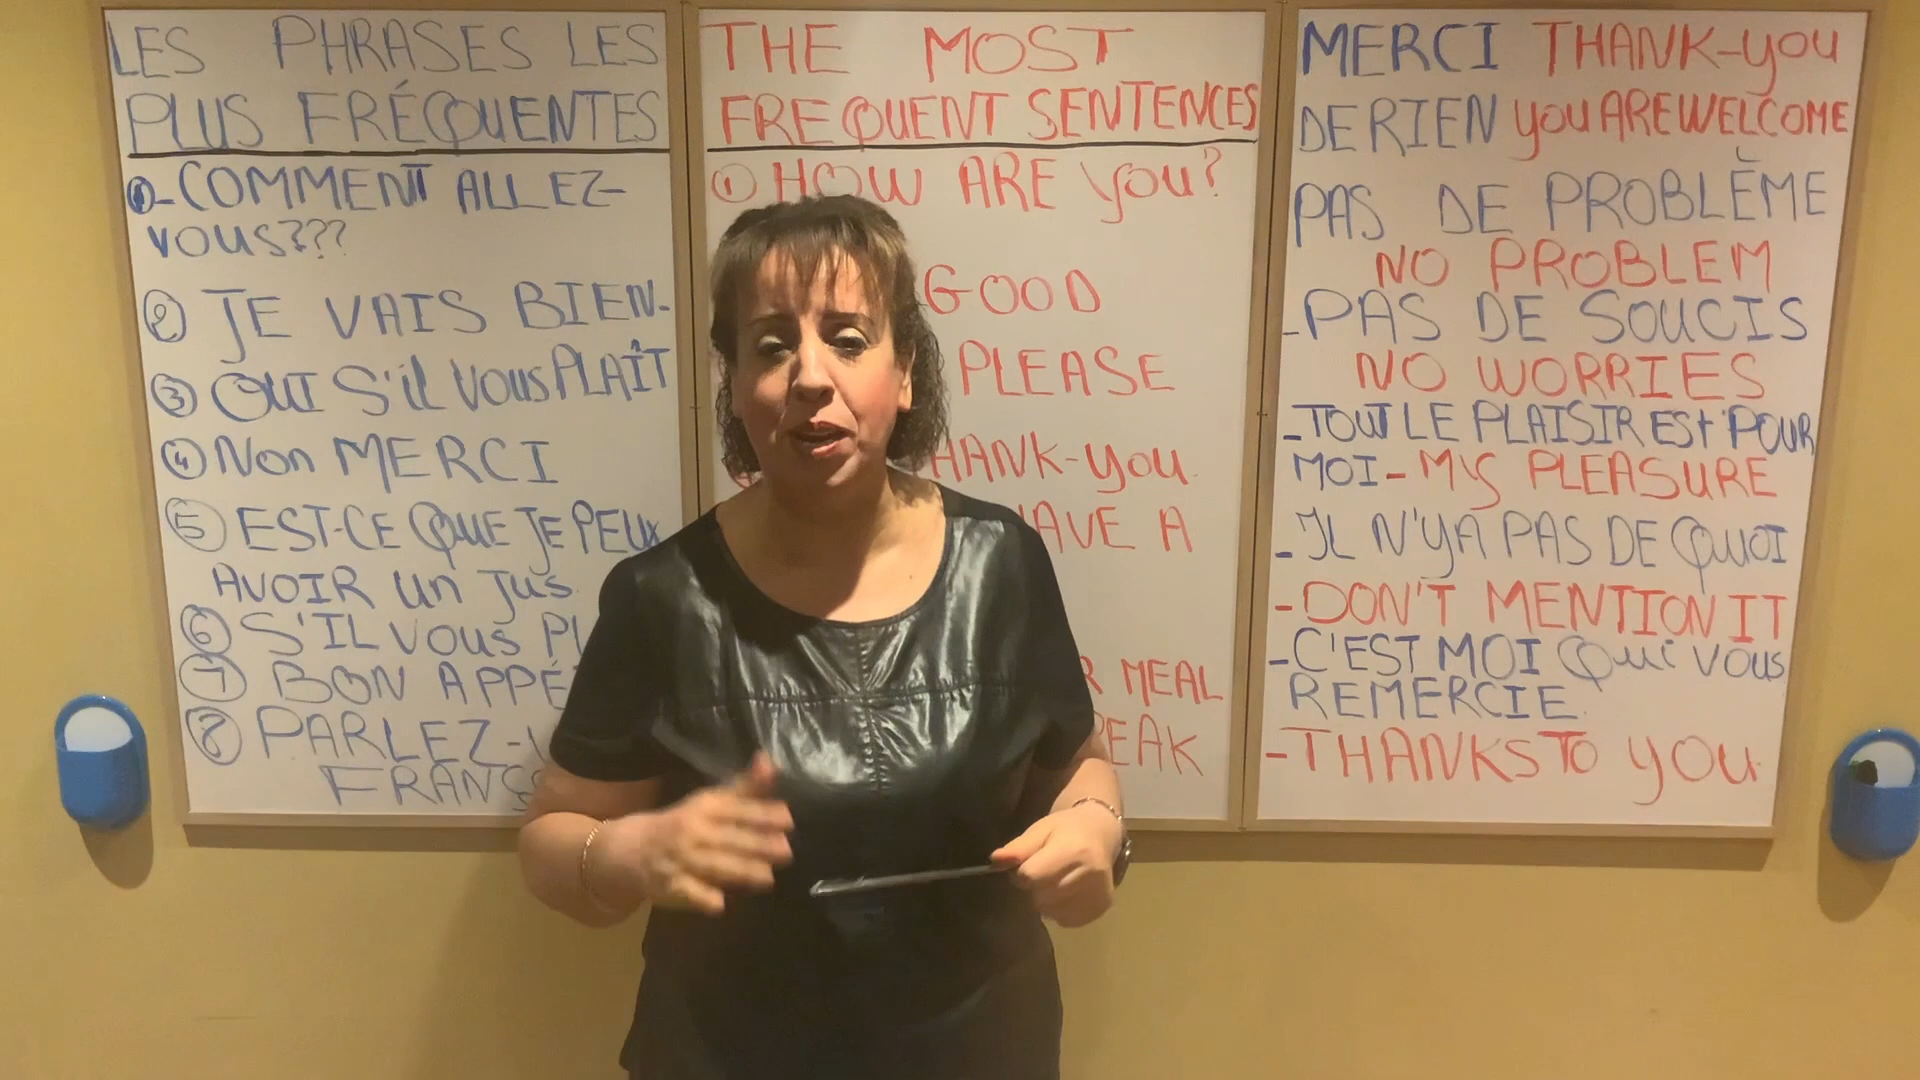 LES PHRASES LES
PLUS FRÉQUENTES
①-COMMENT ALLEZ-
VOUS???
② JE VAIS BIEN.
③ OUI S'il VOUS PLAÎT
④ Non MERCI
⑤ EST-CE QUE JE PEUX
AVOIR un JUS
⑥ S'IL VOUS
⑦ BON
⑧
THE MOST
FREQUENT SENTENCES
① HOW ARE you?
GOOD
PLEASE
you
A
MEAL
MERCI THANK-you
DE RIEN you ARE WELCOME
PAS DE PROBLÈME
NO PROBLEM
-PAS DE SOUCIS
NO WORRIES
-TOUT LE PLAISIR EST POUR
MOI-MY PLEASURE
-IL N'YA PAS DE QUOI
-DON'T MENTION IT
-C'EST MOI Qui VOUS
REMERCIE
-THANKS TO YOU.